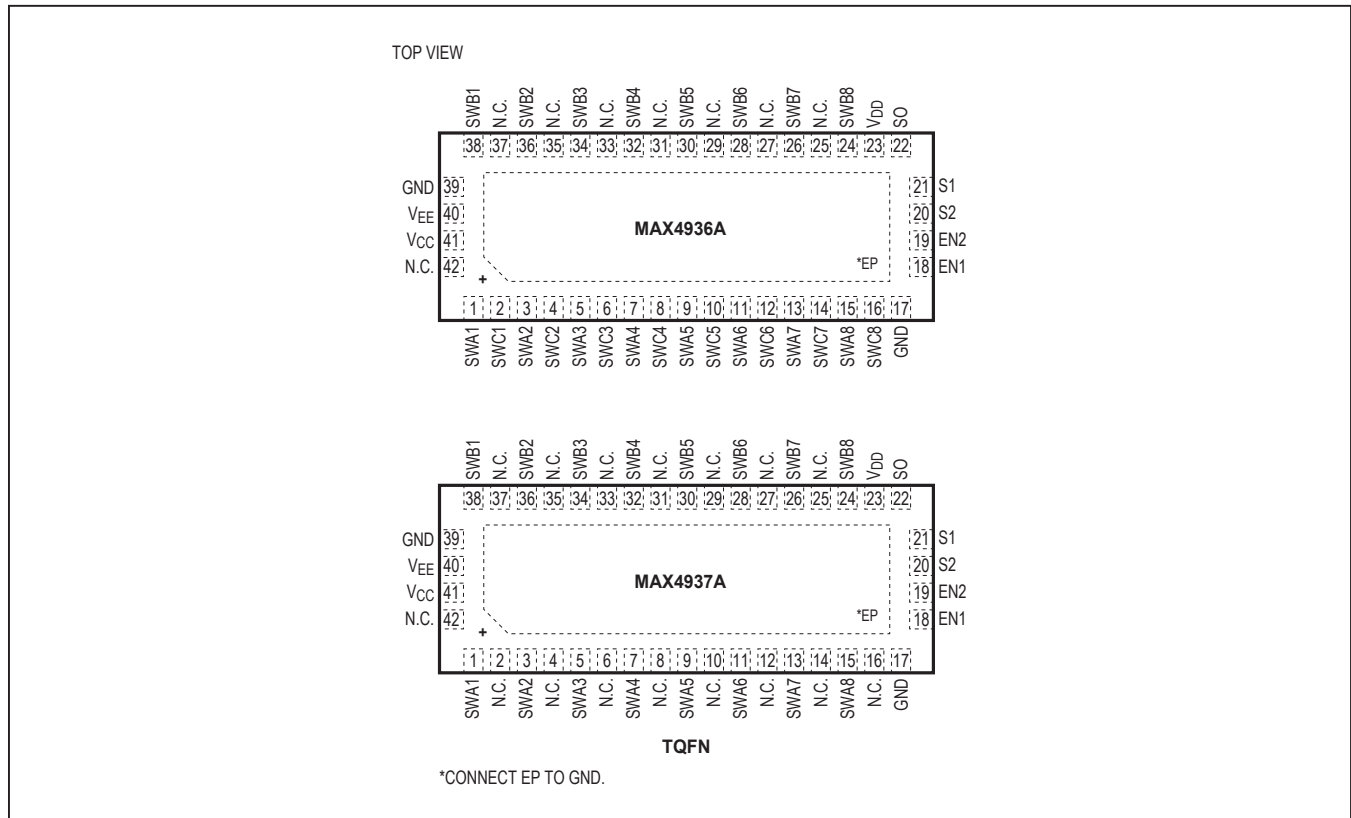 TOP VIEW
SWB1 N.C. SWB2 N.C. SWB3 N.C. SWB4 N.C. SWB5 N.C. SWB6 N.C. SWB7 N.C. SWB8 VDD SO
38 37 36 35 34 33 32 31 30 29 28 27 26 25 24 23 22
GND 39 21 S1
VEE 40 MAX4936A 20 S2
VCC 41 19 EN2
N.C. 42 *EP 18 EN1
+
1 2 3 4 5 6 7 8 9 10 11 12 13 14 15 16 17
SWA1 SWC1 SWA2 SWC2 SWA3 SWC3 SWA4 SWC4 SWA5 SWC5 SWA6 SWC6 SWA7 SWC7 SWA8 SWC8 GND
SWB1 N.C. SWB2 N.C. SWB3 N.C. SWB4 N.C. SWB5 N.C. SWB6 N.C. SWB7 N.C. SWB8 VDD SO
38 37 36 35 34 33 32 31 30 29 28 27 26 25 24 23 22
GND 39 21 S1
VEE 40 MAX4937A 20 S2
VCC 41 19 EN2
N.C. 42 *EP 18 EN1
+
1 2 3 4 5 6 7 8 9 10 11 12 13 14 15 16 17
SWA1 N.C. SWA2 N.C. SWA3 N.C. SWA4 N.C. SWA5 N.C. SWA6 N.C. SWA7 N.C. SWA8 N.C. GND
TQFN
*CONNECT EP TO GND.